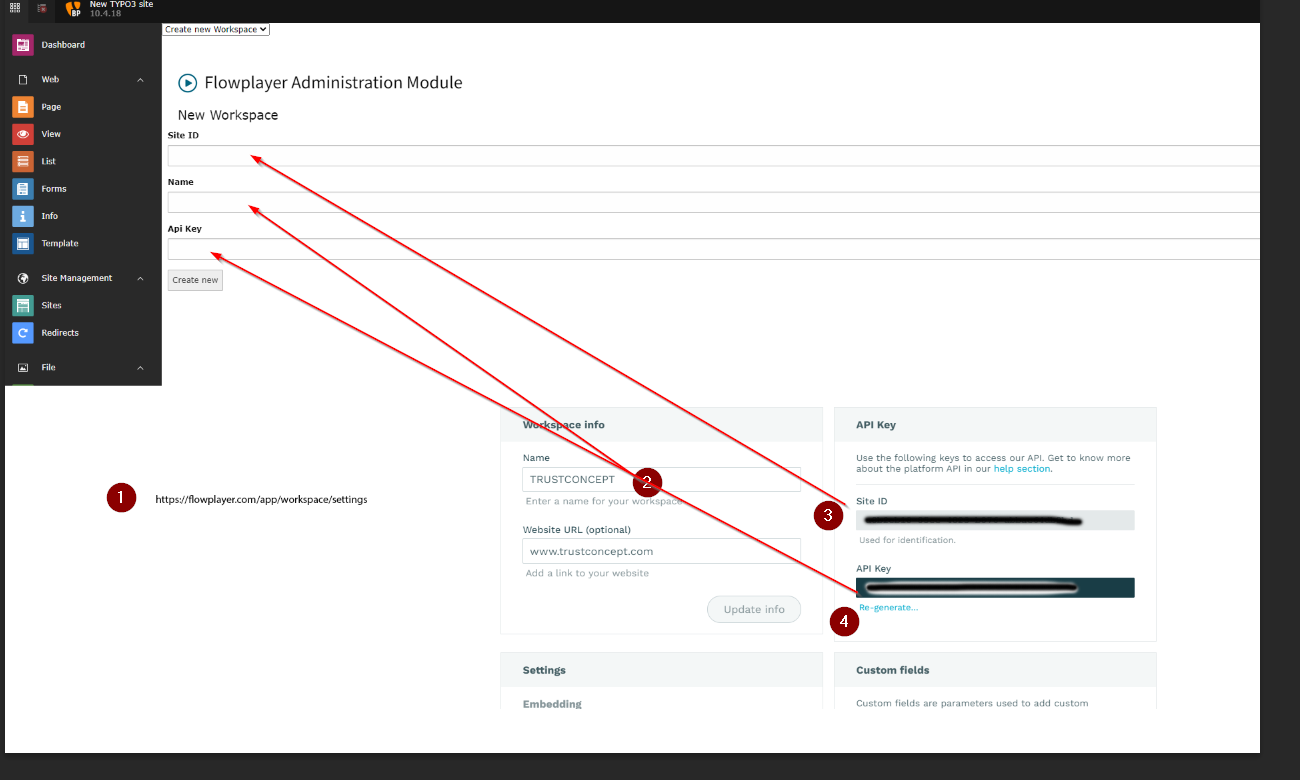 New TYPO3 site
10.4.18
Create new Workspace
Dashboard
Web
Page
View
List
Forms
Info
Template
Site Management
Sites
Redirects
File
Flowplayer Administration Module
New Workspace
Site ID
Name
Api Key
Create new
1
https://flowplayer.com/app/workspace/settings
Workspace info
Name
TRUSTCONCEPT
2
Enter a name for your workspace
Website URL (optional)
www.trustconcept.com
Add a link to your website
Update info
API Key
Use the following keys to access our API. Get to know more
about the platform API in our help section.
Site ID
3
Used for identification.
API Key
Re-generate...
4
Settings
Embedding
Custom fields
Custom fields are parameters used to add custom